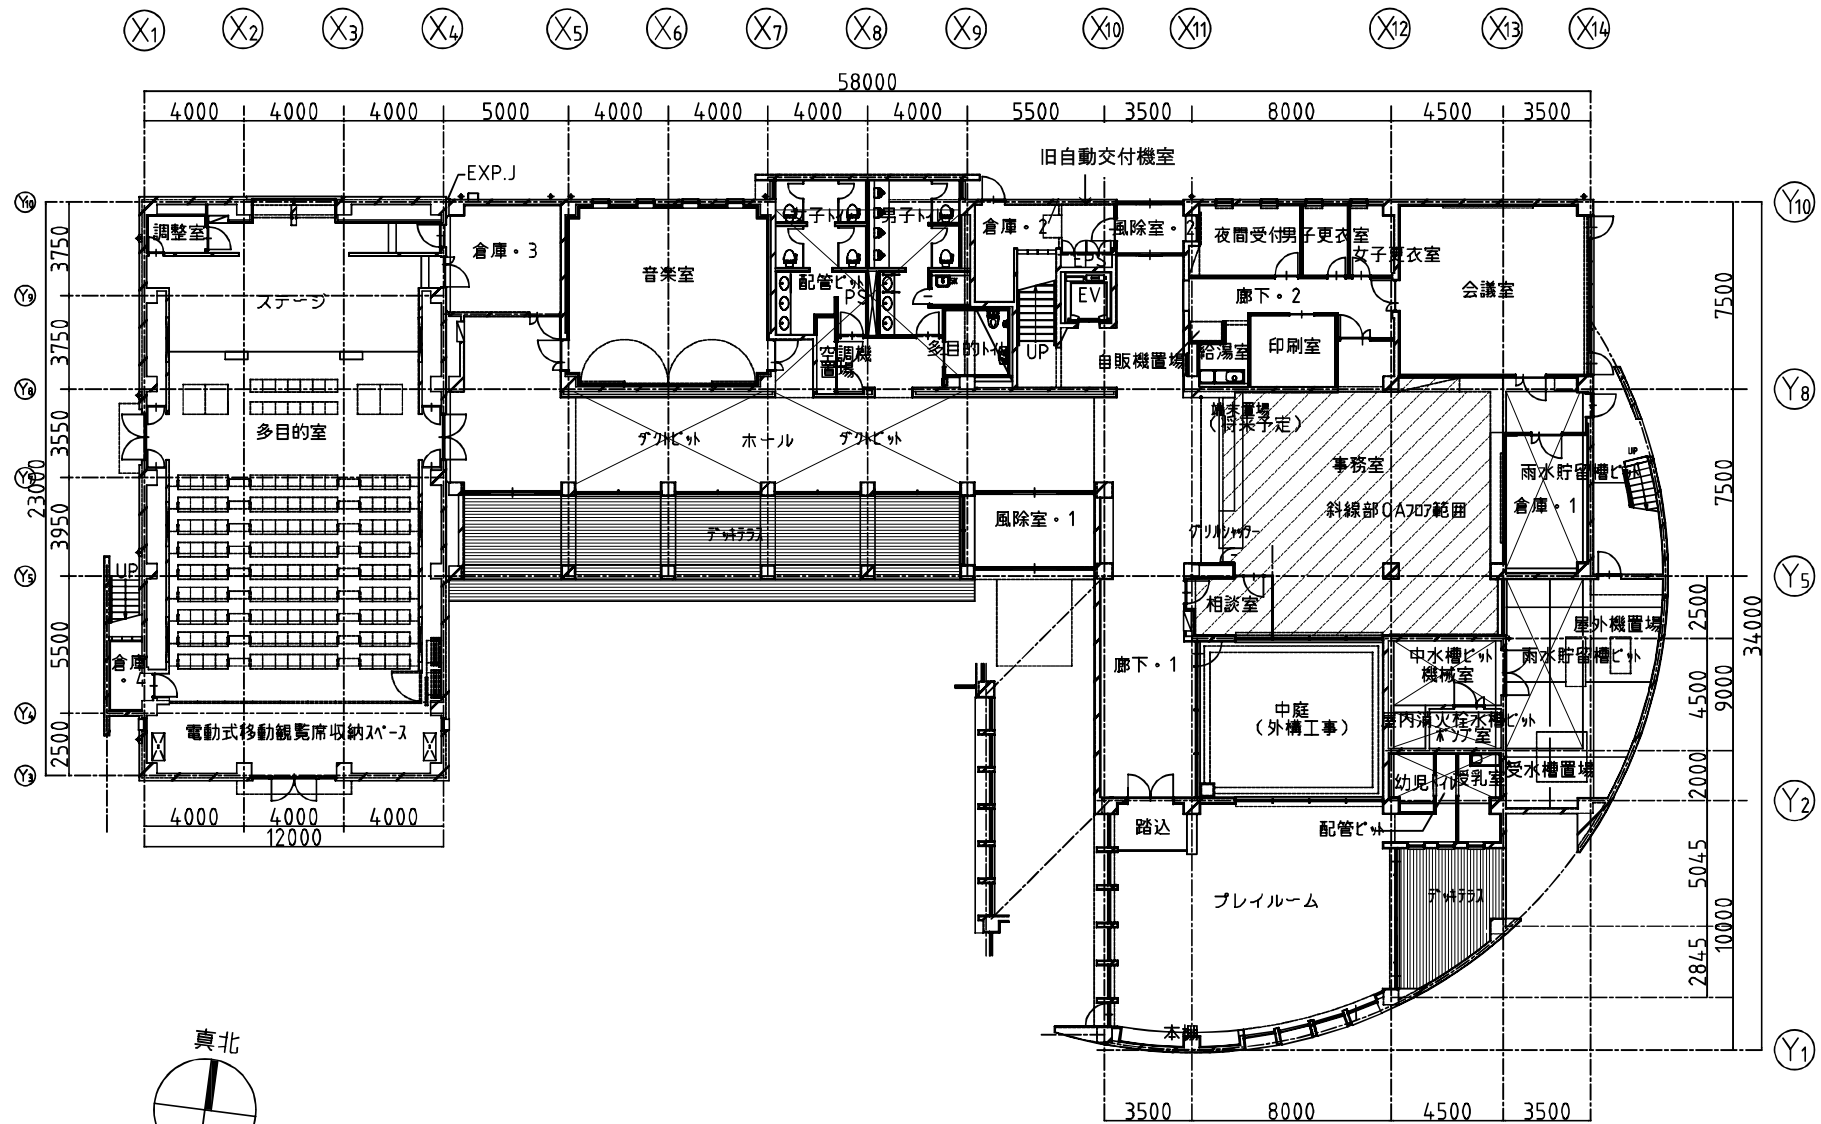 X1 X2 X3 X4 X5 X6 X7 X8 X9 X10 X11 X12 X13 X14
58000
4000 4000 4000 5000 4000 4000 4000 4000 5500 3500 8000 4500 3500
旧自動交付機室
EXP.J
Y10
Y10
調整室
倉庫・3
女子トイレ
男子トイレ
倉庫・2
風除室・2
夜間受付
男子更衣室
女子更衣室
3750
ステージ
音楽室
配管ピット
PS
EPS
EV
廊下・2
会議室
7500
Y9
3750
空調機
置場
多目的トイレ
UP
自販機置場
給湯室
印刷室
Y8
Y8
端末置場
(将来予定)
3550
多目的室
ダクトピット
ホール
ダクトピット
事務室
雨水貯留槽ピット
UP
7500
23000
3950
デッキテラス
風除室・1
グリルシャッター
斜線部OAフロア範囲
倉庫・1
Y5
Y5
UP
相談室
屋外機置場
2500
34000
5500
倉庫
・4
廊下・1
中水槽ピット
機械室
雨水貯留槽ピット
4500
9000
Y4
電動式移動観覧席収納スペース
中庭
(外構工事)
屋内消火栓水槽ピット
ポンプ室
2500
Y3
幼児トイレ
授乳室
受水槽置場
2000
Y2
4000 4000 4000
12000
踏込
配管ピット
プレイルーム
デッキテラス
5045
10000
2845
本棚
Y1
真北
3500 8000 4500 3500